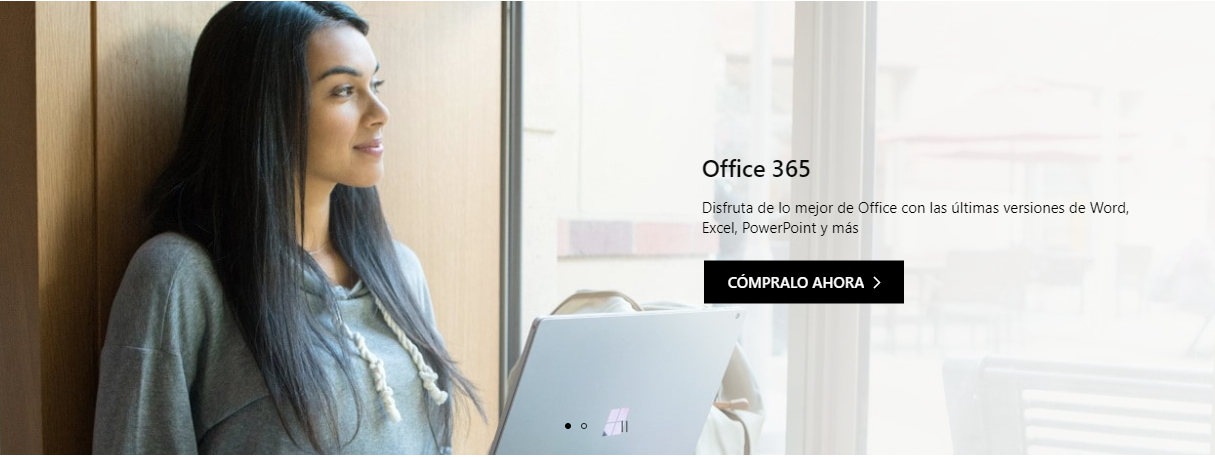 Office 365
Disfruta de lo mejor de Office con las últimas versiones de Word,
Excel, PowerPoint y más
CÓMPRALO AHORA